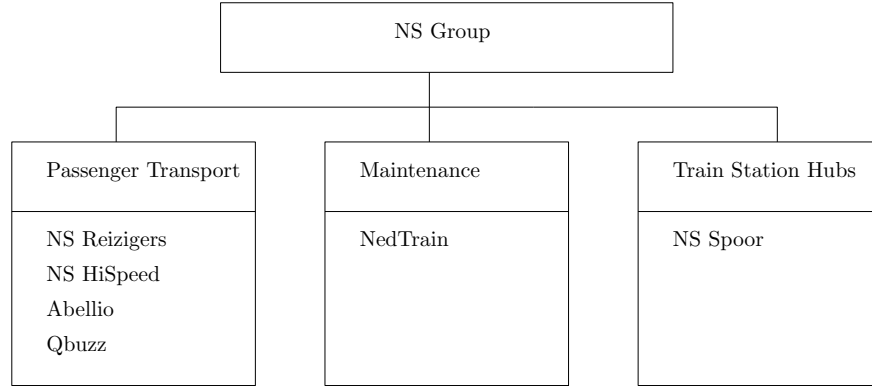 NS Group
Passenger Transport
NS Reizigers
NS HiSpeed
Abellio
Qbuzz
Maintenance
NedTrain
Train Station Hubs
NS Spoor